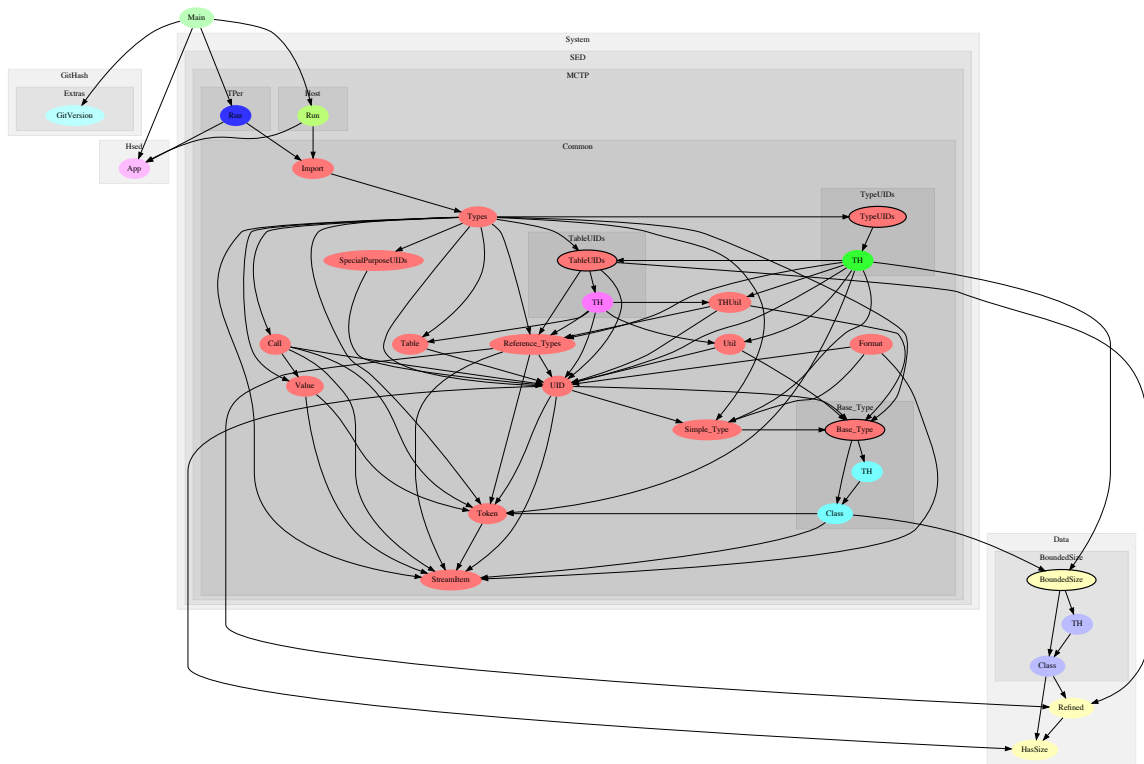 Main
System
SED
MCTP
GitHash
Extras
GitVersion
TPer
Run
Host
Run
Hsed
App
Common
Import
TypeUIDs
TypeUIDs
TH
Types
TableUIDs
TableUIDs
TH
SpecialPurposeUIDs
THUtil
Call
Table
Reference_Types
Util
Format
Value
UID
Base_Type
Base_Type
Simple_Type
TH
Class
Token
StreamItem
Data
BoundedSize
BoundedSize
TH
Class
Refined
HasSize